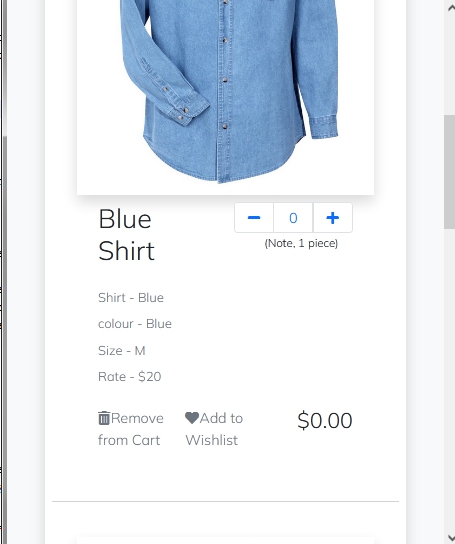 Blue
Shirt
0
(Note, 1 piece)
Shirt - Blue
colour - Blue
Size - M
Rate - $20
Remove
from Cart
Add to
Wishlist
$0.00